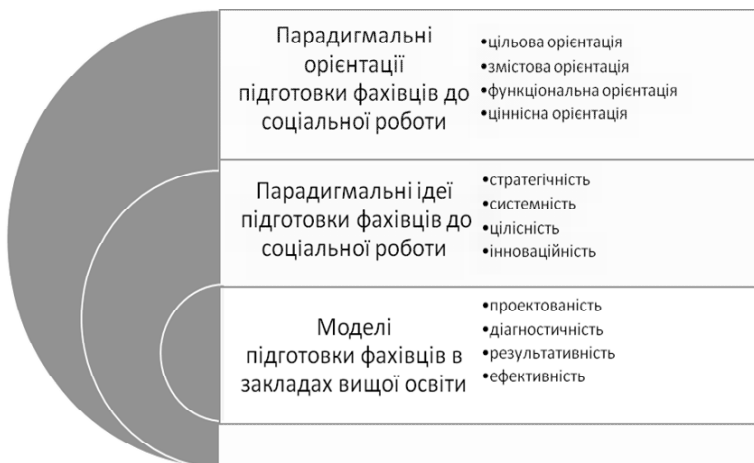 Парадигмальні
орієнтації
підготовки фахівців до
соціальної роботи
•цільова орієнтація
•змістова орієнтація
•функціональна орієнтація
•ціннісна орієнтація
Парадигмальні ідеї
підготовки фахівців до
соціальної роботи
•стратегічність
•системність
•цілісність
•інноваційність
Моделі
підготовки фахівців в
закладах вищої освіти
•проектованість
•діагностичність
•результативність
•ефективність